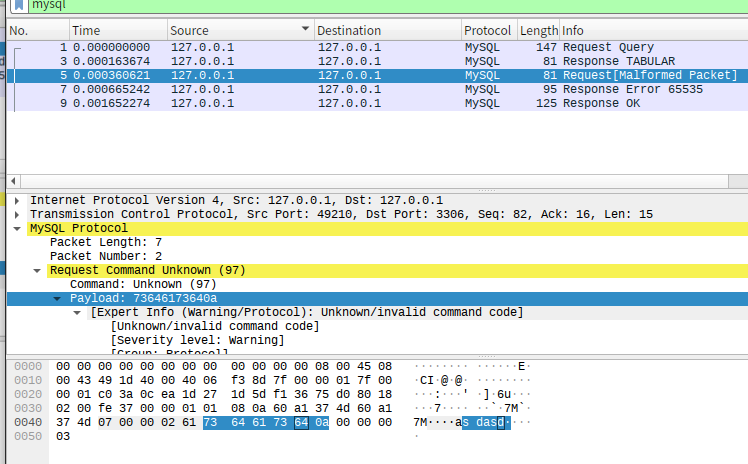 mysql
No. Time Source Destination Protocol Length Info
1 0.000000000 127.0.0.1 127.0.0.1 MySQL 147 Request Query
3 0.000163674 127.0.0.1 127.0.0.1 MySQL 81 Response TABULAR
5 0.000360621 127.0.0.1 127.0.0.1 MySQL 81 Request[Malformed Packet]
7 0.000665242 127.0.0.1 127.0.0.1 MySQL 95 Response Error 65535
9 0.001652274 127.0.0.1 127.0.0.1 MySQL 125 Response OK
Internet Protocol Version 4, Src: 127.0.0.1, Dst: 127.0.0.1
Transmission Control Protocol, Src Port: 49210, Dst Port: 3306, Seq: 82, Ack: 16, Len: 15
MySQL Protocol
Packet Length: 7
Packet Number: 2
Request Command Unknown (97)
Command: Unknown (97)
Payload: 73646173640a
[Expert Info (Warning/Protocol): Unknown/invalid command code]
[Unknown/invalid command code]
[Severity level: Warning]
[Group: Protocol]
0000 00 00 00 00 00 00 00 00 00 00 00 00 08 00 45 08 ········ ······E·
0010 00 43 49 1d 40 00 40 06 f3 8d 7f 00 00 01 7f 00 ·CI·@·@· ········
0020 00 01 c0 3a 0c ea 1d 27 1d 5d f1 36 75 d0 80 18 ···:···' ·]·6u···
0030 02 00 fe 37 00 00 01 01 08 0a 60 a1 37 4d 60 a1 ···7···· ··`·7M`·
0040 37 4d 07 00 00 02 61 73 64 61 73 64 0a 00 00 00 7M····as dasd····
0050 03 ·